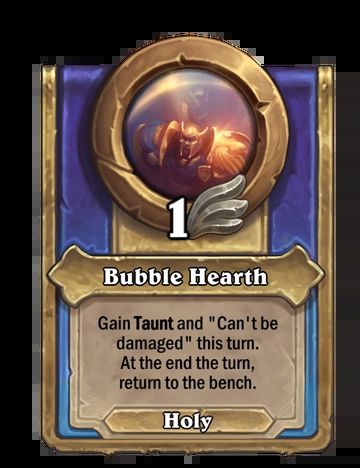 1
Bubble Hearth
Gain Taunt and "Can't be
damaged" this turn.
At the end the turn,
return to the bench.
Holy